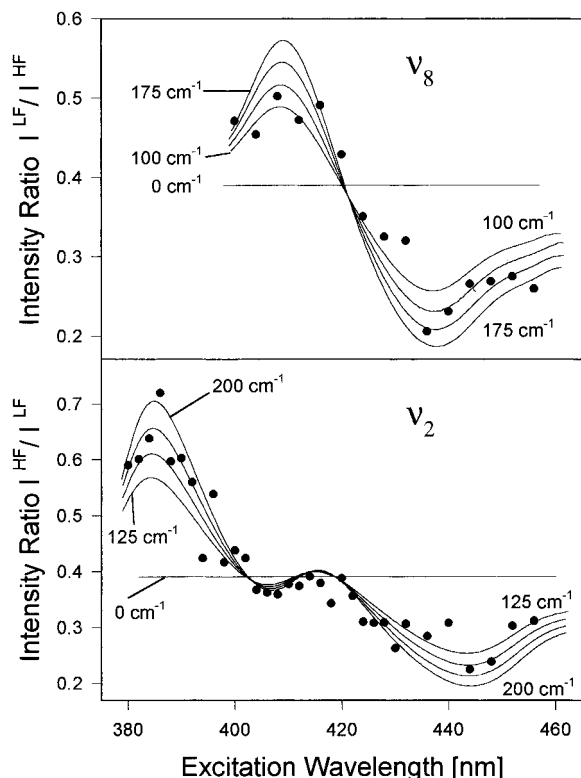 Intensity Ratio I ^LF / I ^HF
0.6
0.5
0.4
0.3
0.2
ν₈
175 cm⁻¹
100 cm⁻¹
0 cm⁻¹
100 cm⁻¹
175 cm⁻¹
Intensity Ratio I ^HF / I ^LF
0.7
0.6
0.5
0.4
0.3
0.2
ν₂
200 cm⁻¹
125 cm⁻¹
0 cm⁻¹
125 cm⁻¹
200 cm⁻¹
380 400 420 440 460
Excitation Wavelength [nm]